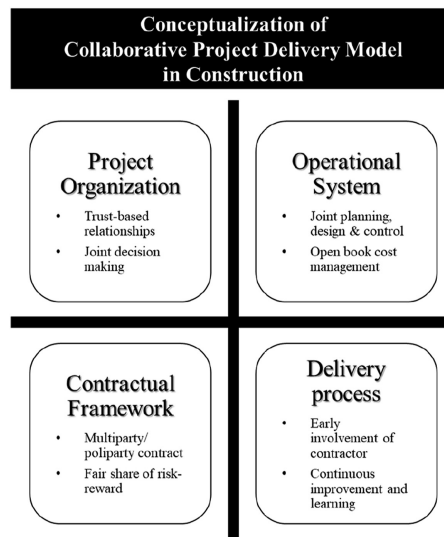 Conceptualization of
Collaborative Project Delivery Model
in Construction
Project
Organization
• Trust-based
relationships
• Joint decision
making
Operational
System
• Joint planning,
design & control
• Open book cost
management
Contractual
Framework
• Multiparty/
poliparty contract
• Fair share of risk-
reward
Delivery
process
• Early
involvement of
contractor
• Continuous
improvement and
learning